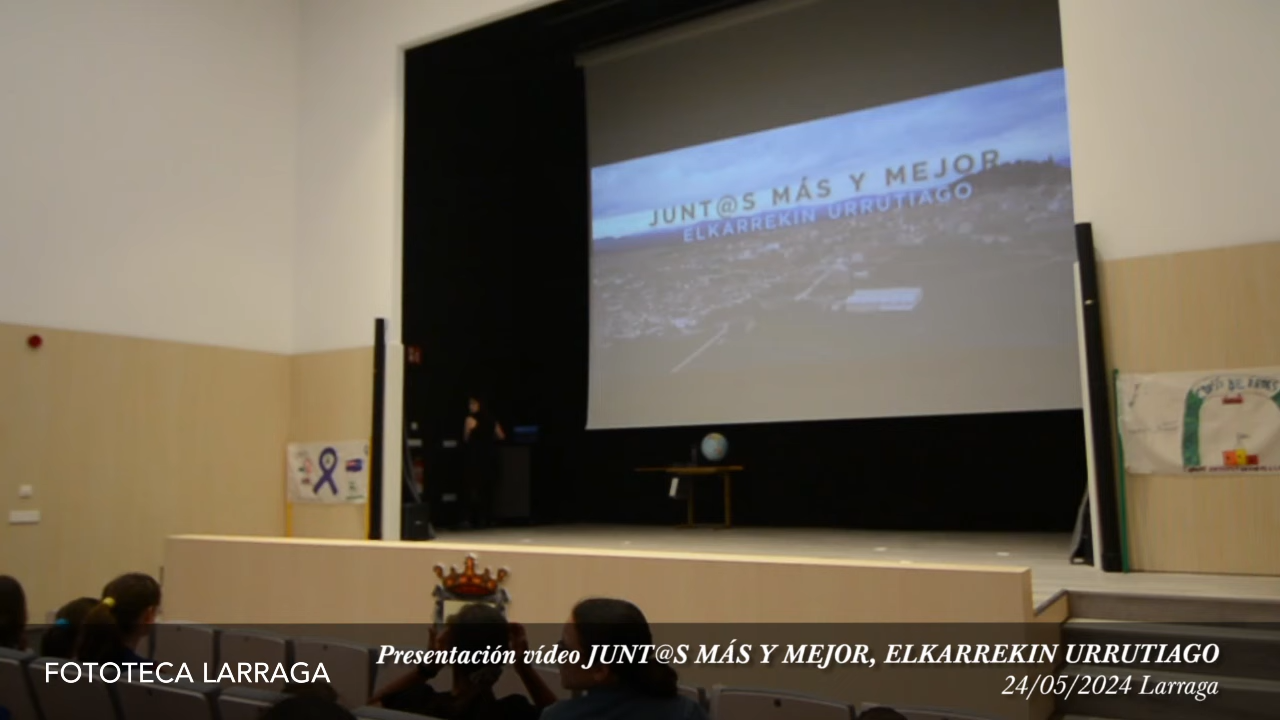 JUNT@S MÁS Y MEJOR
ELKARREKIN URRUTIAGO
FOTOTECA LARRAGA
Presentación vídeo JUNT@S MÁS Y MEJOR, ELKARREKIN URRUTIAGO
24/05/2024 Larraga